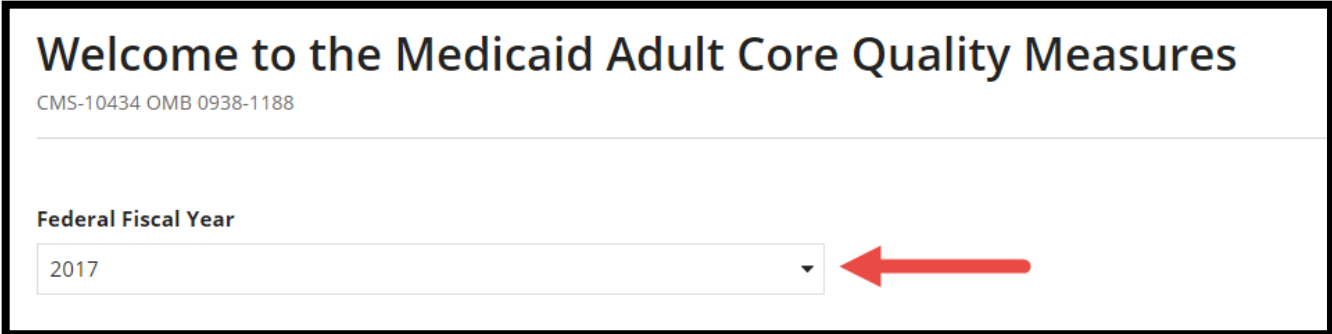 Welcome to the Medicaid Adult Core Quality Measures
CMS-10434 OMB 0938-1188
Federal Fiscal Year
2017